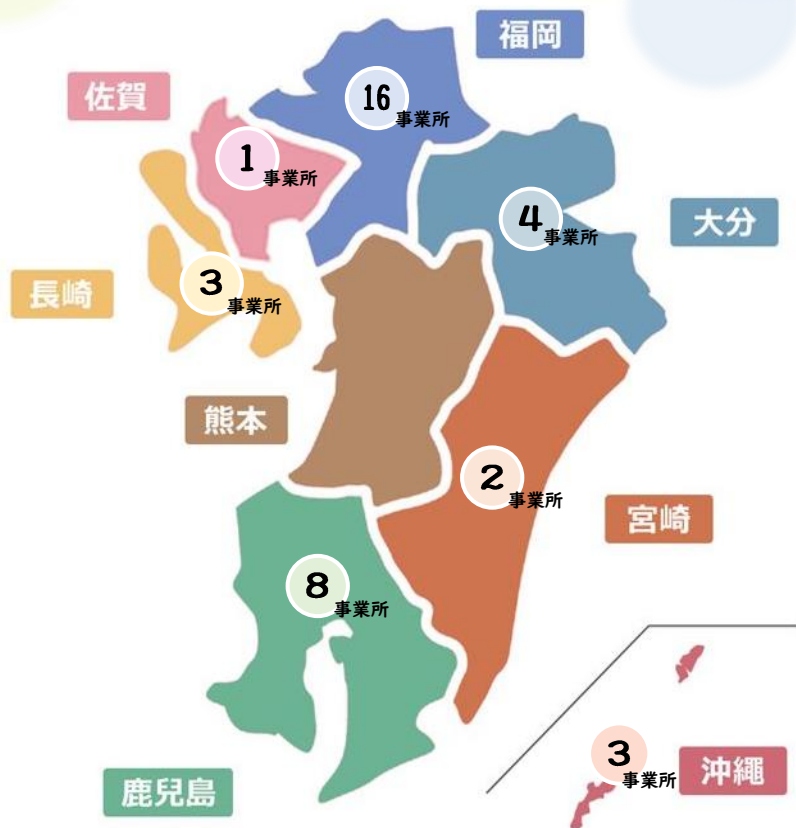 福岡
16
事業所
佐賀
1
事業所
4
事業所
大分
長崎
3
事業所
熊本
2
事業所
宮崎
8
事業所
3
事業所
沖縄
鹿兒島